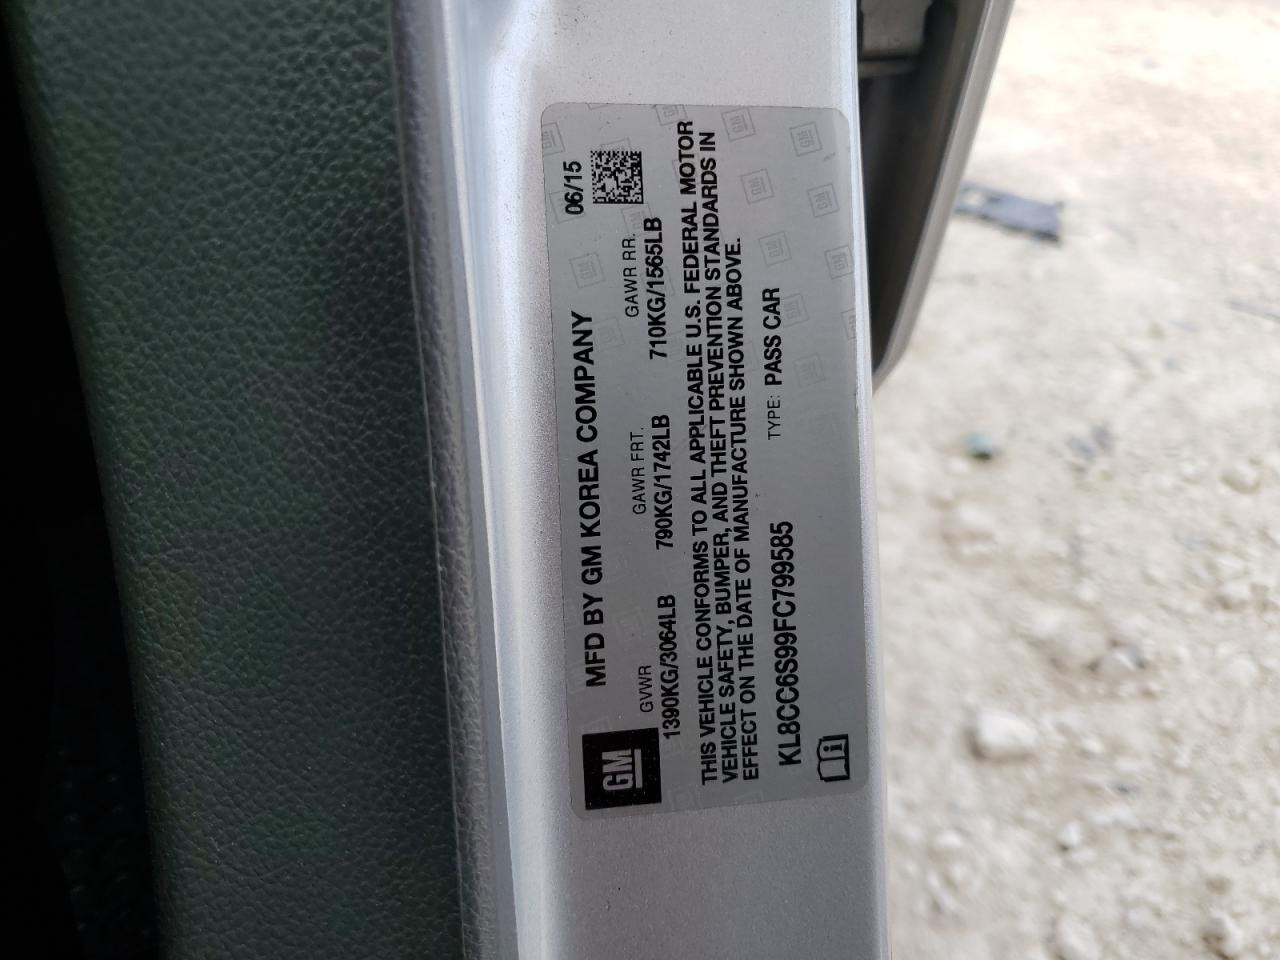 MFD BY GM KOREA COMPANY 06/15
GM
GVWR GAWR FRT. GAWR RR.
1390KG/3064LB 790KG/1742LB 710KG/1565LB
THIS VEHICLE CONFORMS TO ALL APPLICABLE U.S. FEDERAL MOTOR
VEHICLE SAFETY, BUMPER, AND THEFT PREVENTION STANDARDS IN
EFFECT ON THE DATE OF MANUFACTURE SHOWN ABOVE.
KL8CC6S99FC799585 TYPE: PASS CAR